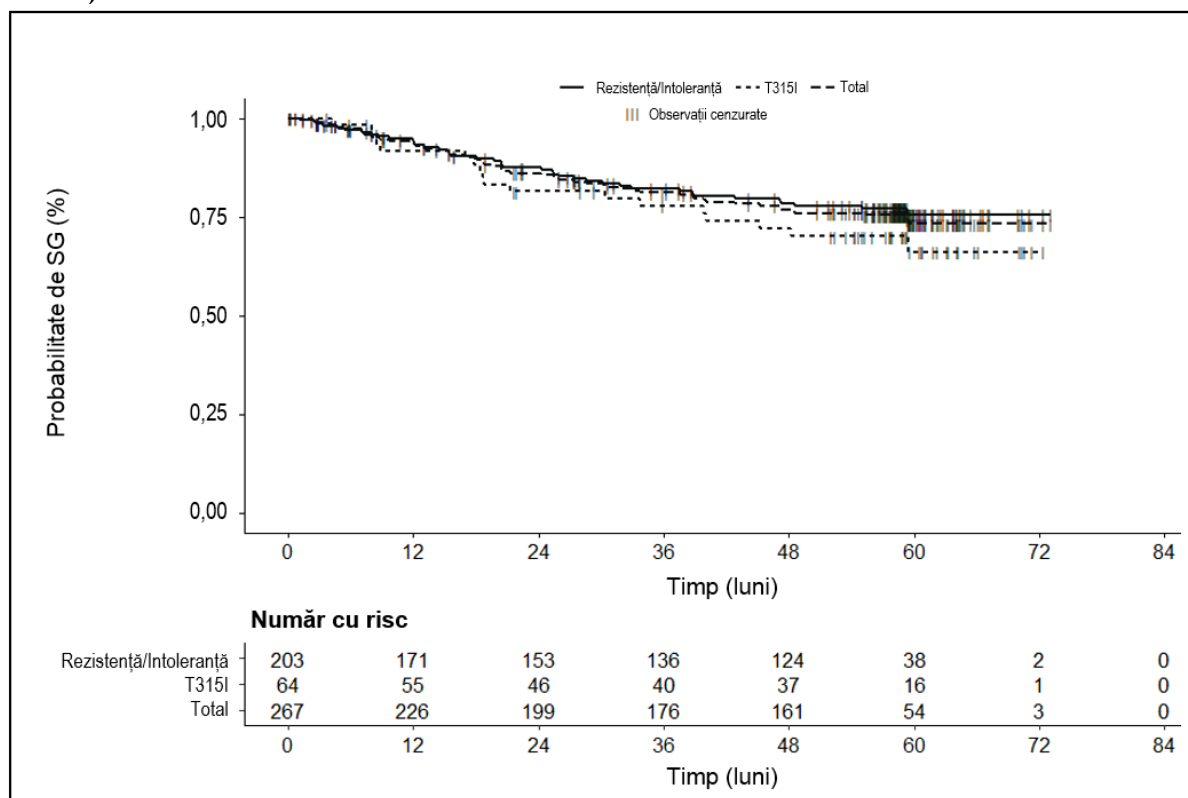 Rezistență/Intoleranță T315I Total
Observații cenzurate
Probabilitate de SG (%)
1,00
0,75
0,50
0,25
0,00
0 12 24 36 48 60 72 84
Timp (luni)
Număr cu risc
Rezistență/Intoleranță 203 171 153 136 124 38 2 0
T315I 64 55 46 40 37 16 1 0
Total 267 226 199 176 161 54 3 0
0 12 24 36 48 60 72 84
Timp (luni)